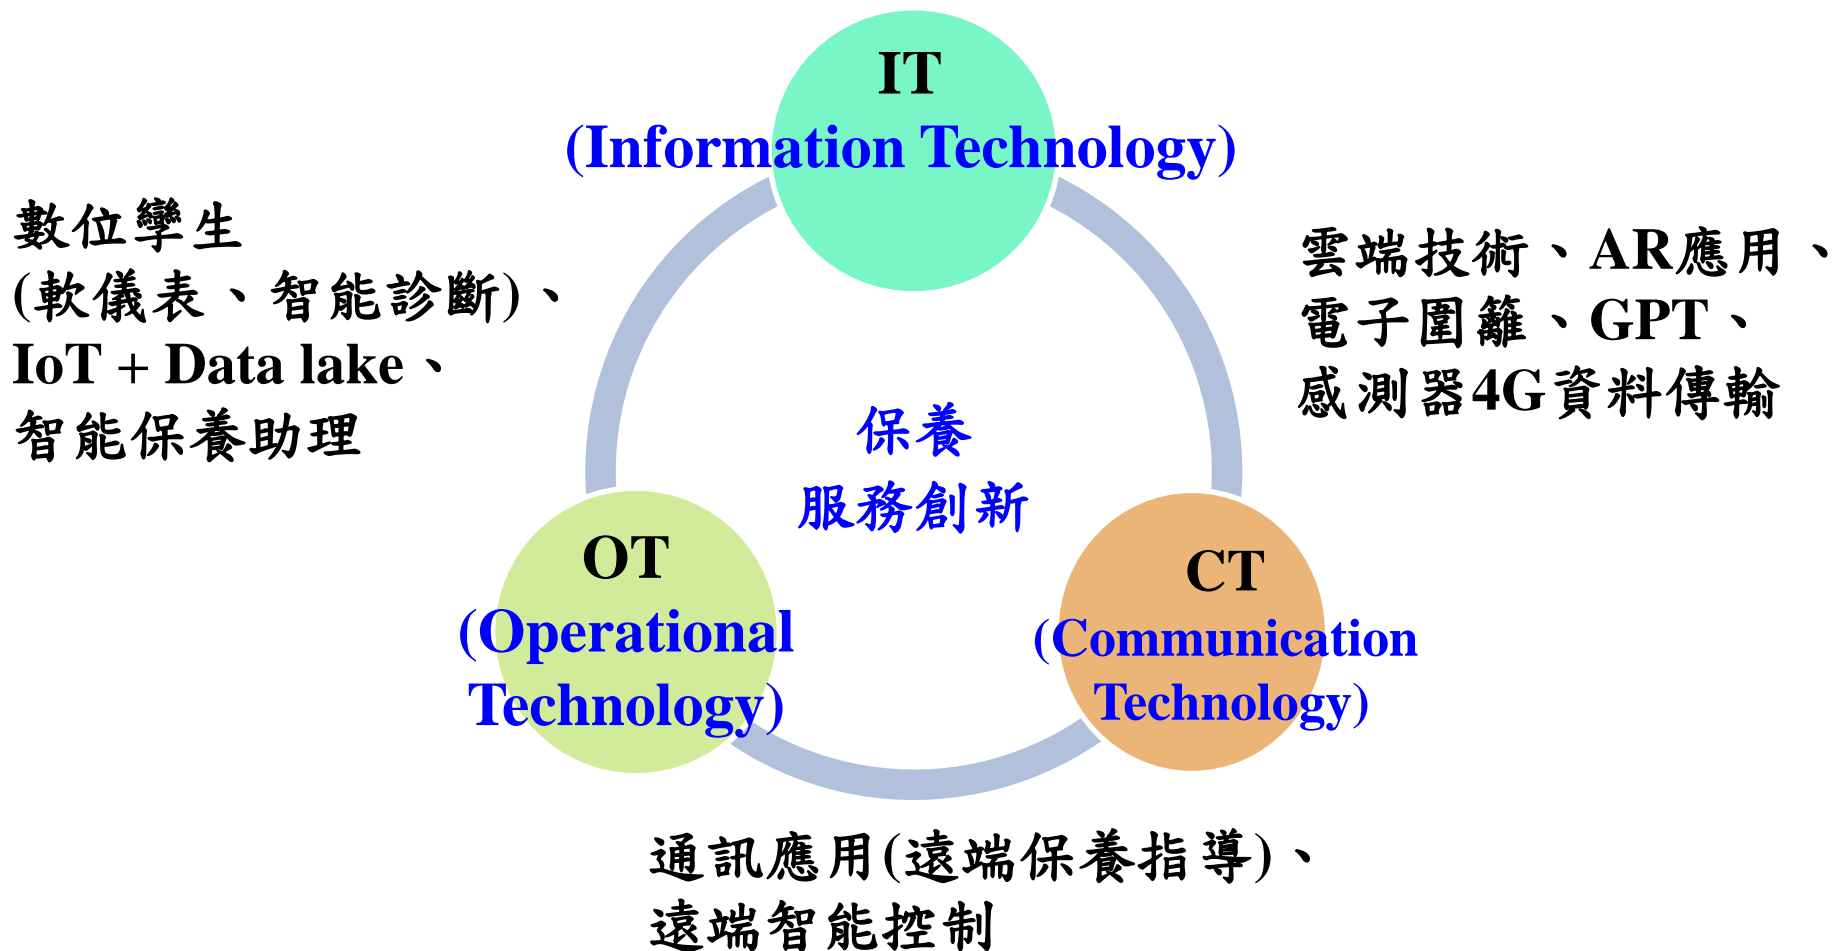 IT
(Information Technology)
數位孿生
(軟儀表、智能診斷)、
IoT + Data lake、
智能保養助理
雲端技術、AR應用、
電子圍籬、GPT、
感測器4G資料傳輸
保養
服務創新
OT
(Operational
Technology)
CT
(Communication
Technology)
通訊應用(遠端保養指導)、
遠端智能控制